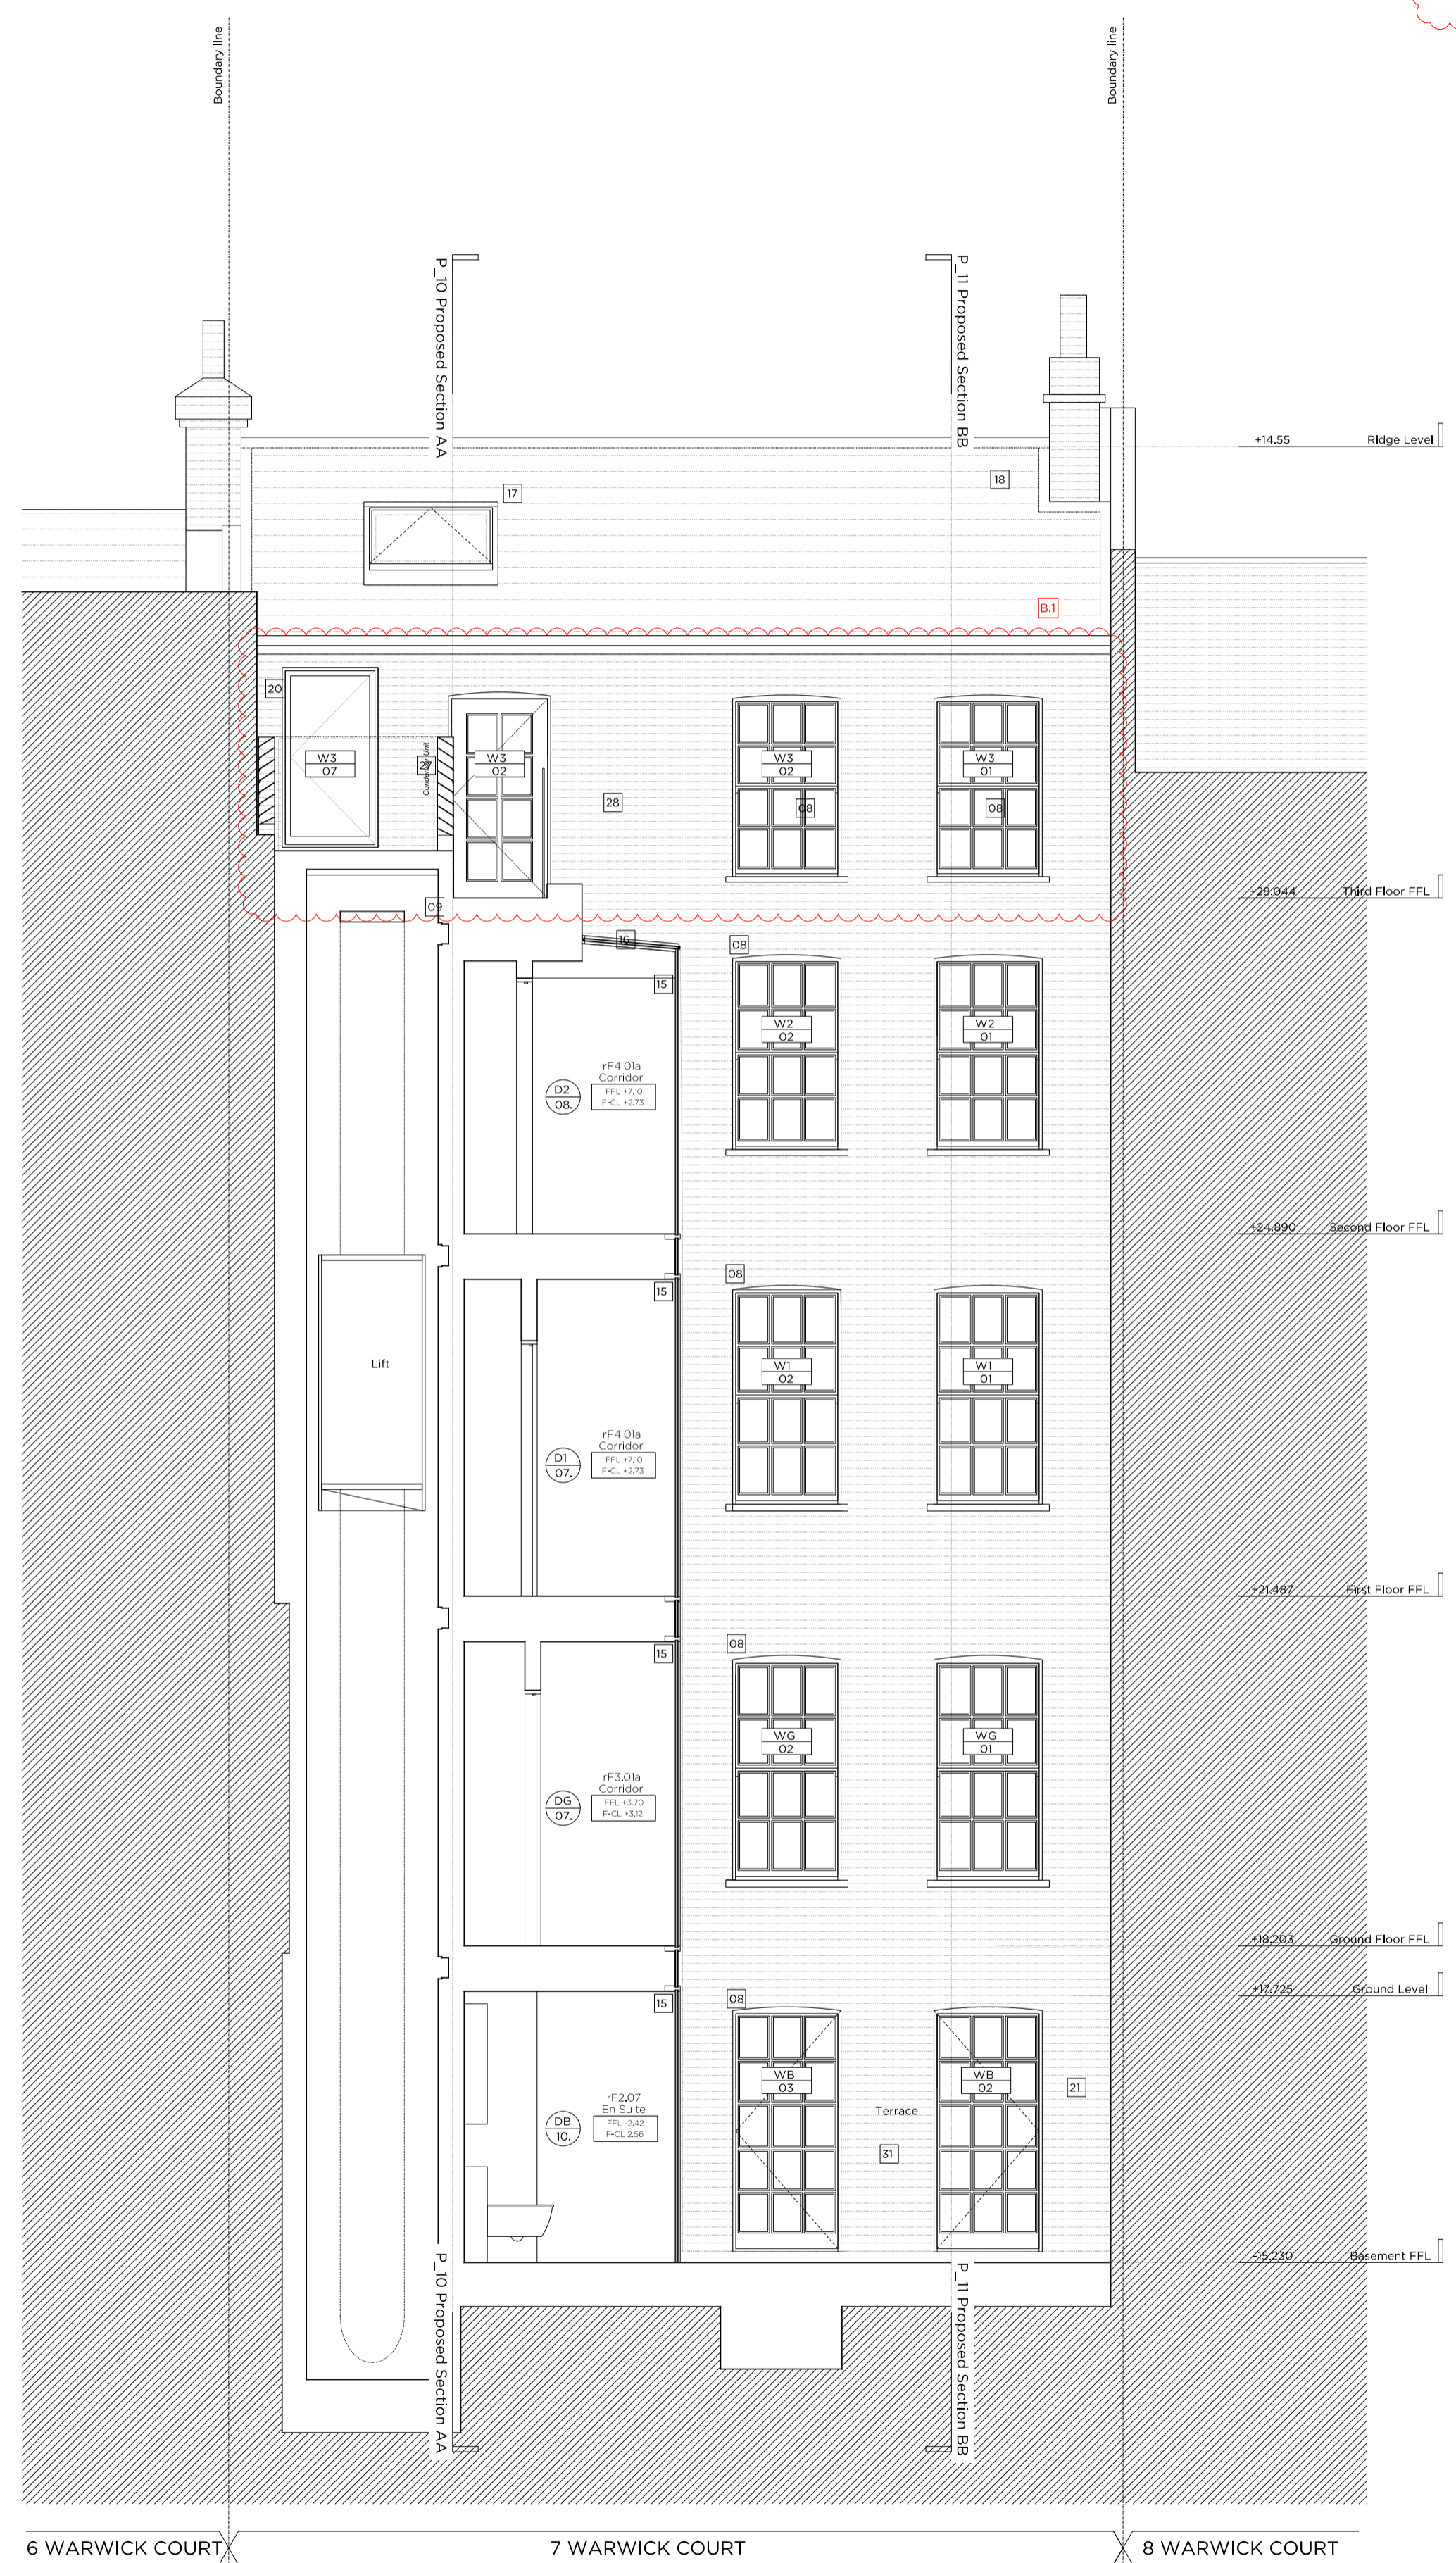 Boundary line
Boundary line
P_10 Proposed Section AA
P_11 Proposed Section BB
+14.55 Ridge Level
17
18
B.1
20
W3
07
27
Condenser Unit
W3
02
28
W3
02
08
W3
01
08
09
+28.044 Third Floor FFL
16
08
15
W2
02
W2
01
rF4.01a
Corridor
D2
08.
FFL +7.10
F-CL +2.73
+24.890 Second Floor FFL
08
15
Lift
W1
02
W1
01
rF4.01a
Corridor
D1
07.
FFL +7.10
F-CL +2.73
+21.487 First Floor FFL
08
15
WG
02
WG
01
rF3.01a
Corridor
DG
07.
FFL +3.70
F-CL +3.12
+18.203 Ground Floor FFL
+17.725 Ground Level
08
15
WB
03
WB
02
21
Terrace
31
rF2.07
En Suite
DB
10.
FFL -2.42
F-CL 2.56
-15.230 Basement FFL
P_10 Proposed Section AA
P_11 Proposed Section BB
6 WARWICK COURT
7 WARWICK COURT
8 WARWICK COURT